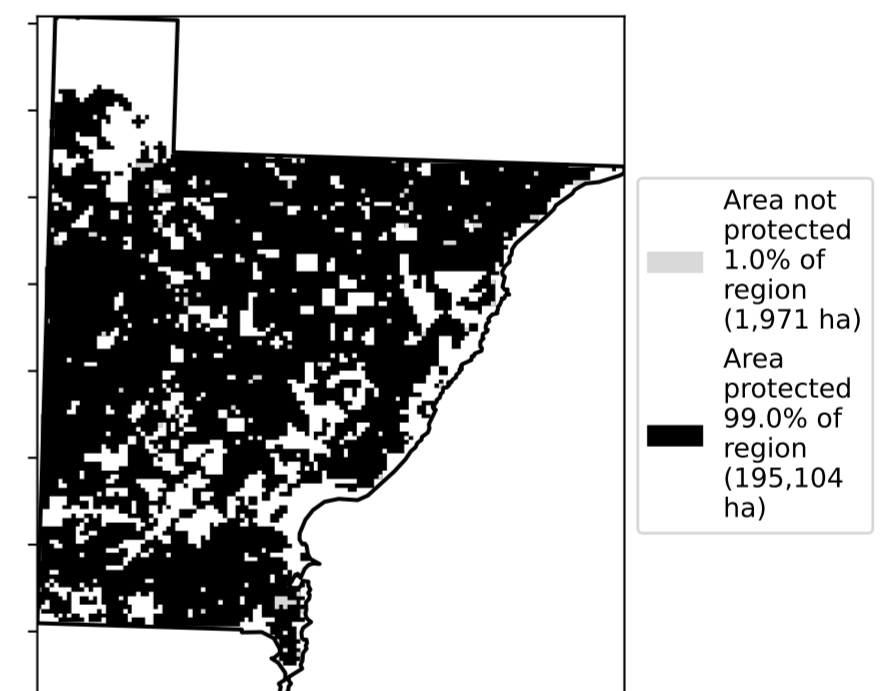 Area not
protected
1.0% of
region
(1,971 ha)
Area
protected
99.0% of
region
(195,104
ha)